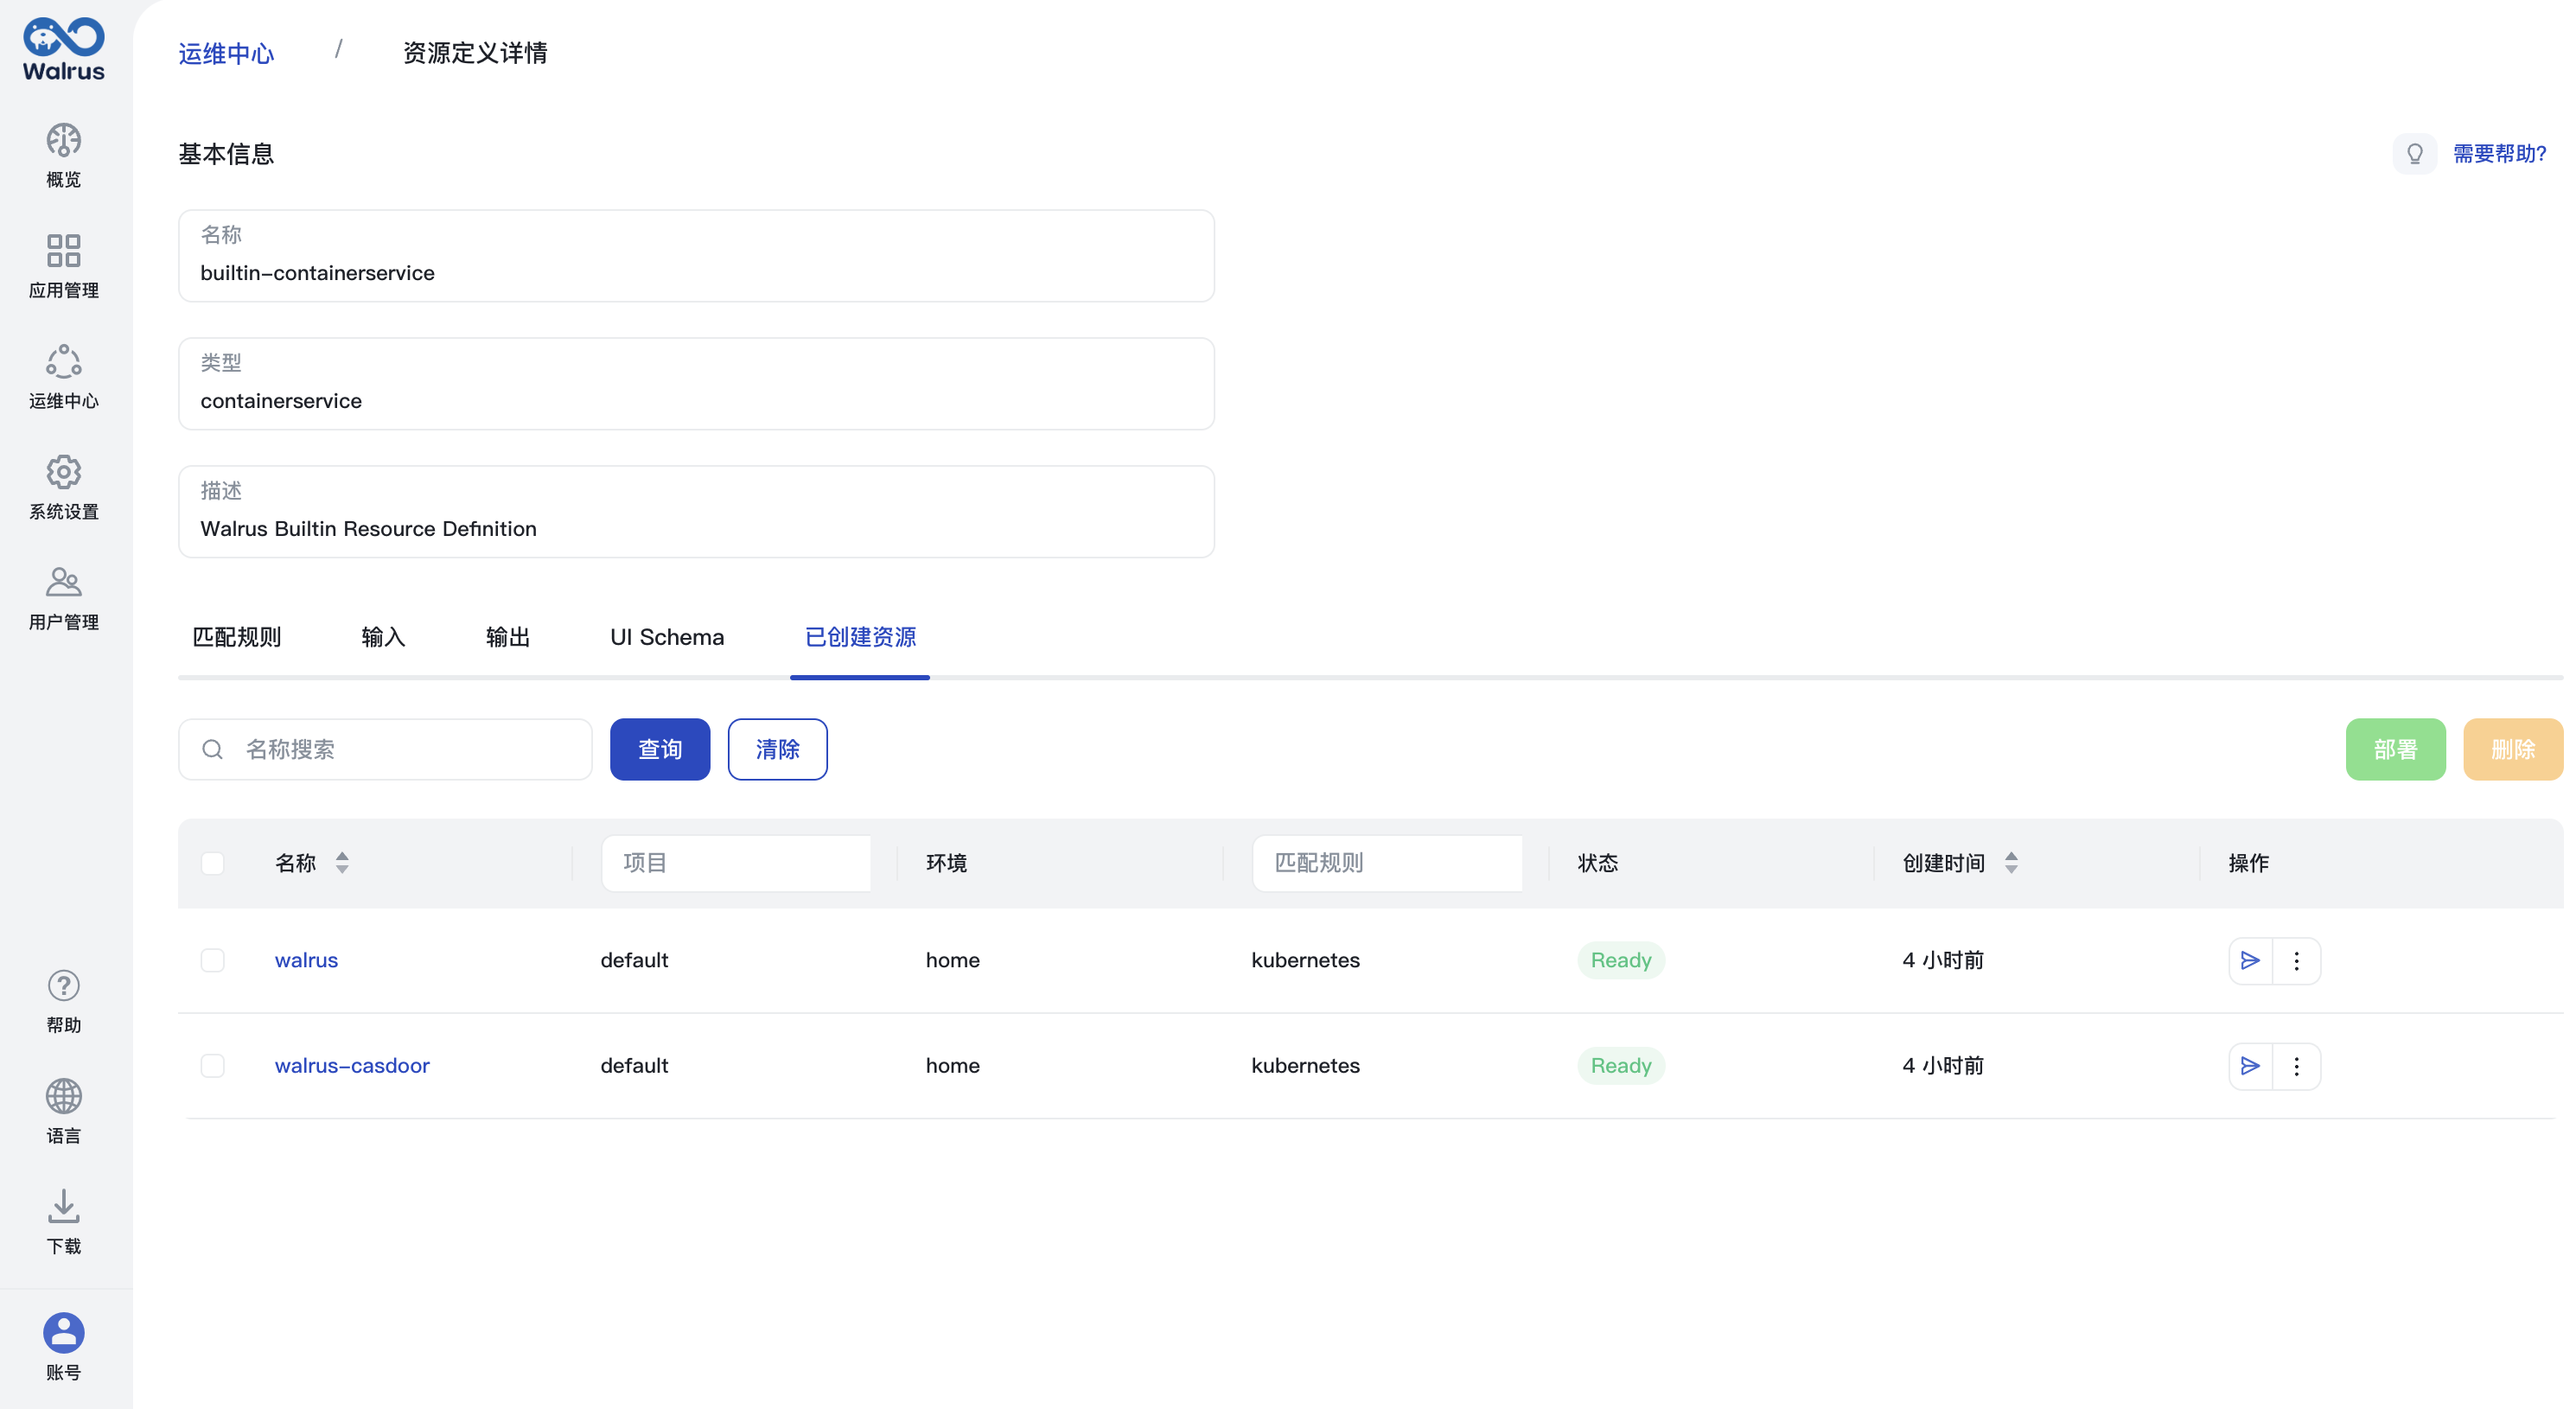 Walrus
概览
应用管理
运维中心
系统设置
用户管理
帮助
语言
下载
账号
运维中心 / 资源定义详情
基本信息
需要帮助?
名称
builtin-containerservice
类型
containerservice
描述
Walrus Builtin Resource Definition
匹配规则 输入 输出 UI Schema 已创建资源
名称搜索 查询 清除 部署 删除
名称 项目 环境 匹配规则 状态 创建时间 操作
walrus default home kubernetes Ready 4 小时前
walrus-casdoor default home kubernetes Ready 4 小时前